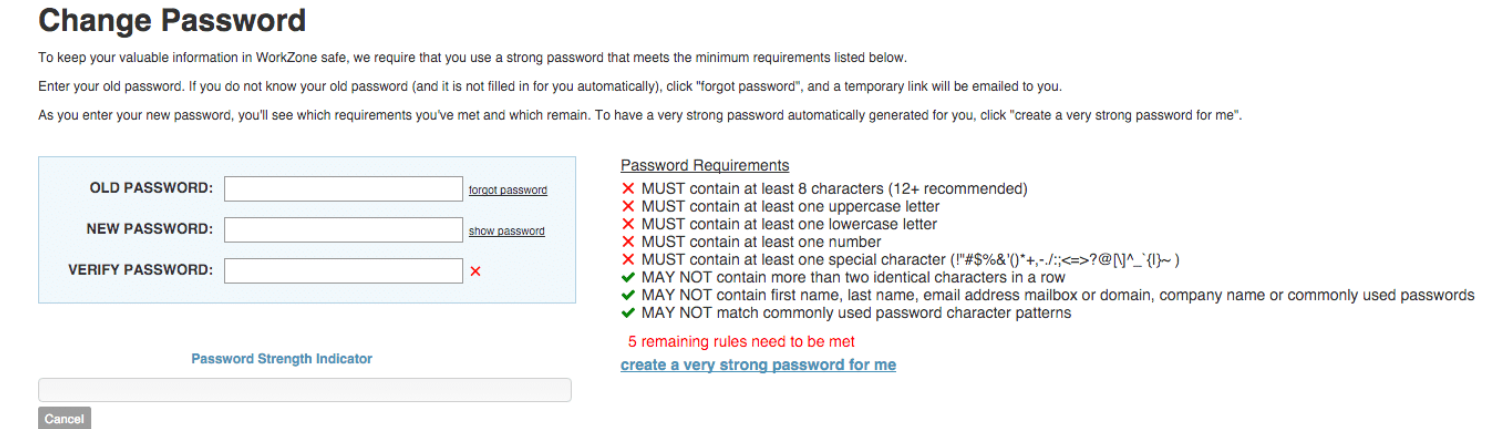 Change Password
To keep your valuable information in WorkZone safe, we require that you use a strong password that meets the minimum requirements listed below.
Enter your old password. If you do not know your old password (and it is not filled in for you automatically), click "forgot password", and a temporary link will be emailed to you.
As you enter your new password, you'll see which requirements you've met and which remain. To have a very strong password automatically generated for you, click "create a very strong password for me".
OLD PASSWORD:
forgot password
NEW PASSWORD:
show password
VERIFY PASSWORD:
Password Strength Indicator
Cancel
Password Requirements
MUST contain at least 8 characters (12+ recommended)
MUST contain at least one uppercase letter
MUST contain at least one lowercase letter
MUST contain at least one number
MUST contain at least one special character (!"#$%&'()*+,-./:;<=>?@[\]^_`{|}~ )
MAY NOT contain more than two identical characters in a row
MAY NOT contain first name, last name, email address mailbox or domain, company name or commonly used passwords
MAY NOT match commonly used password character patterns
5 remaining rules need to be met
create a very strong password for me